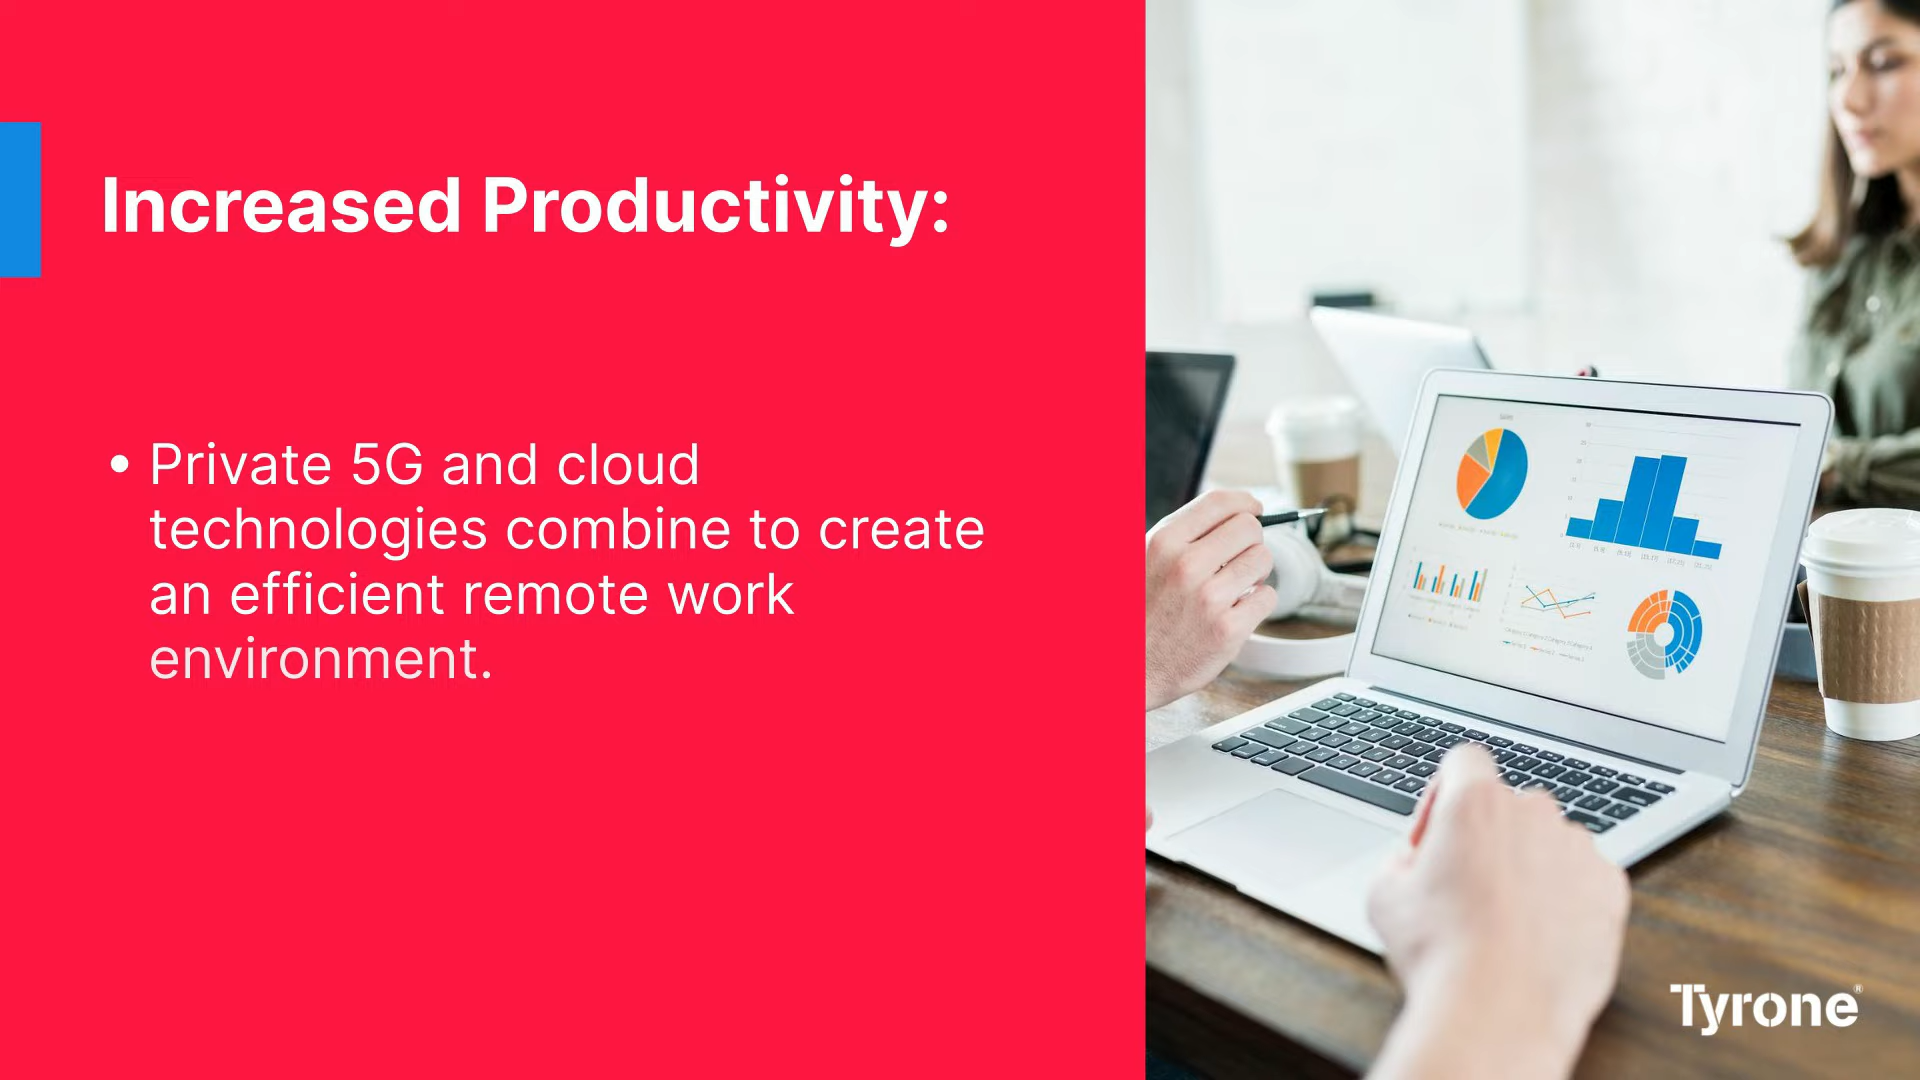 Increased Productivity:
• Private 5G and cloud
technologies combine to create
an efficient remote work
environment.
Tyrone®